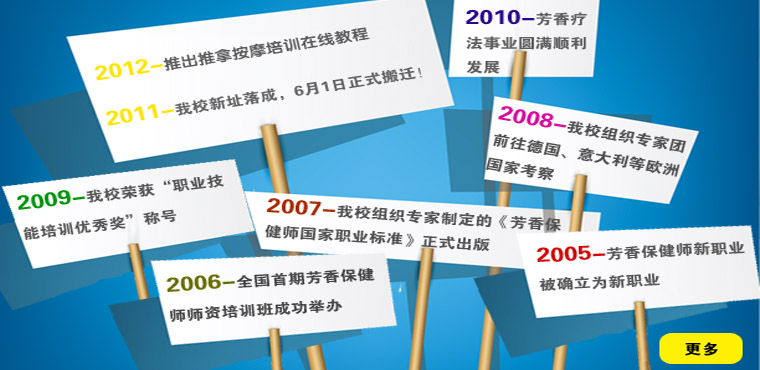 2010–芳香疗
法事业圆满顺利
发展
2012–推出推拿按摩培训在线教程
2011–我校新址落成，6月1日正式搬迁！
2008–我校组织专家团
前往德国、意大利等欧洲
国家考察
2009–我校荣获“职业技
能培训优秀奖”称号
2007–我校组织专家制定的《芳香保
健师国家职业标准》正式出版
2005–芳香保健师新职业
被确立为新职业
2006–全国首期芳香保健
师师资培训班成功举办
更多